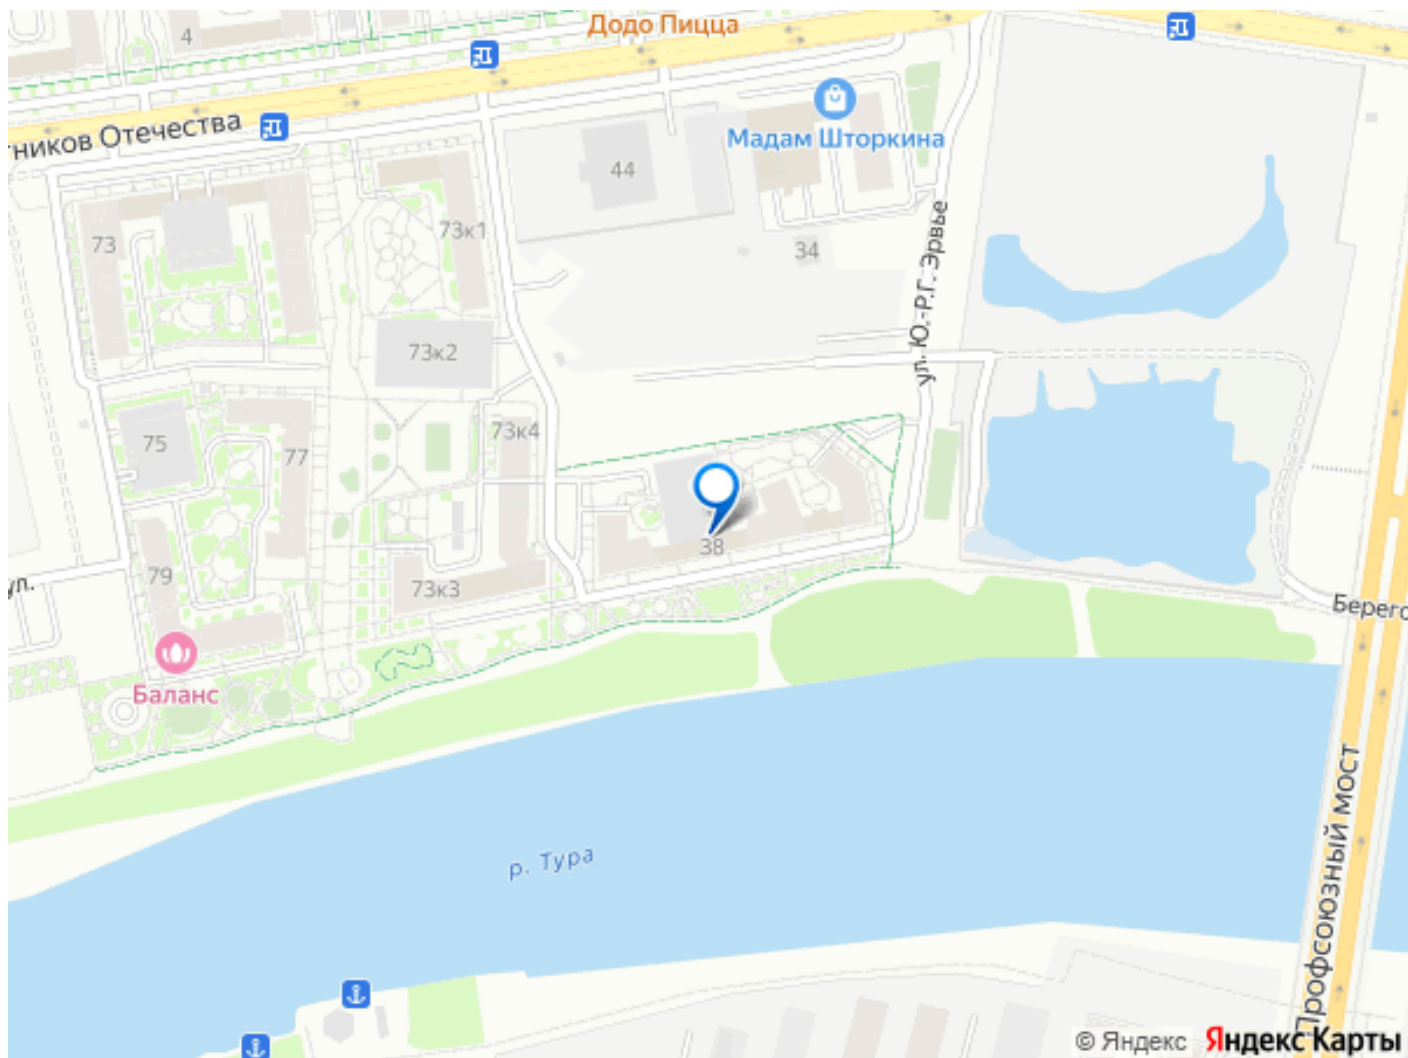 Додо Пицца
4
тников Отечества
Мадам Шторкина
44
73
73к1
34
ул. Ю.-Р.Г. Эрвье
73к2
75
77
73к4
38
79
73к3
ул.
Берего
Баланс
р. Тура
Профсоюзный мост
© Яндекс Яндекс Карты